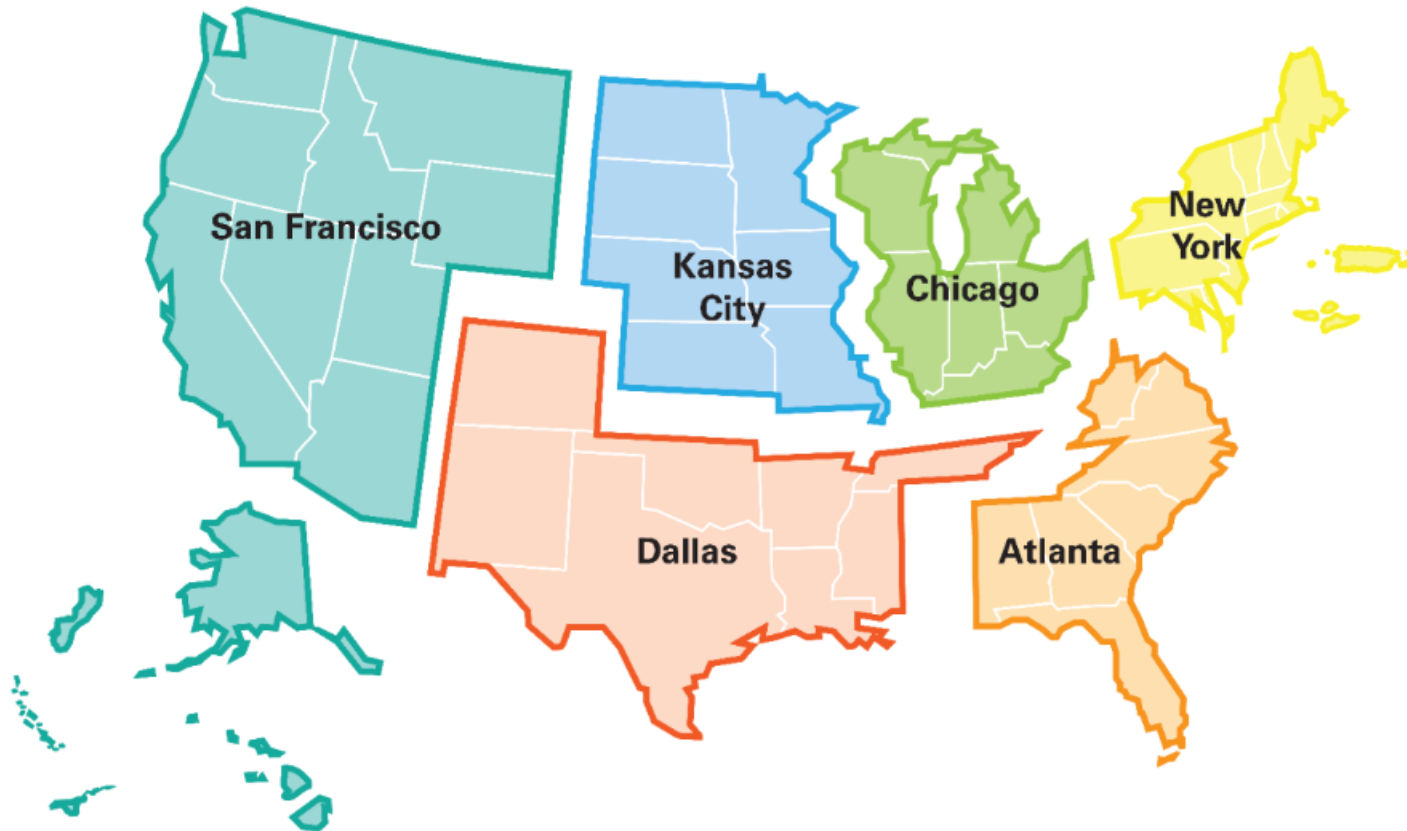 San Francisco
Kansas
City
Chicago
New
York
Dallas
Atlanta